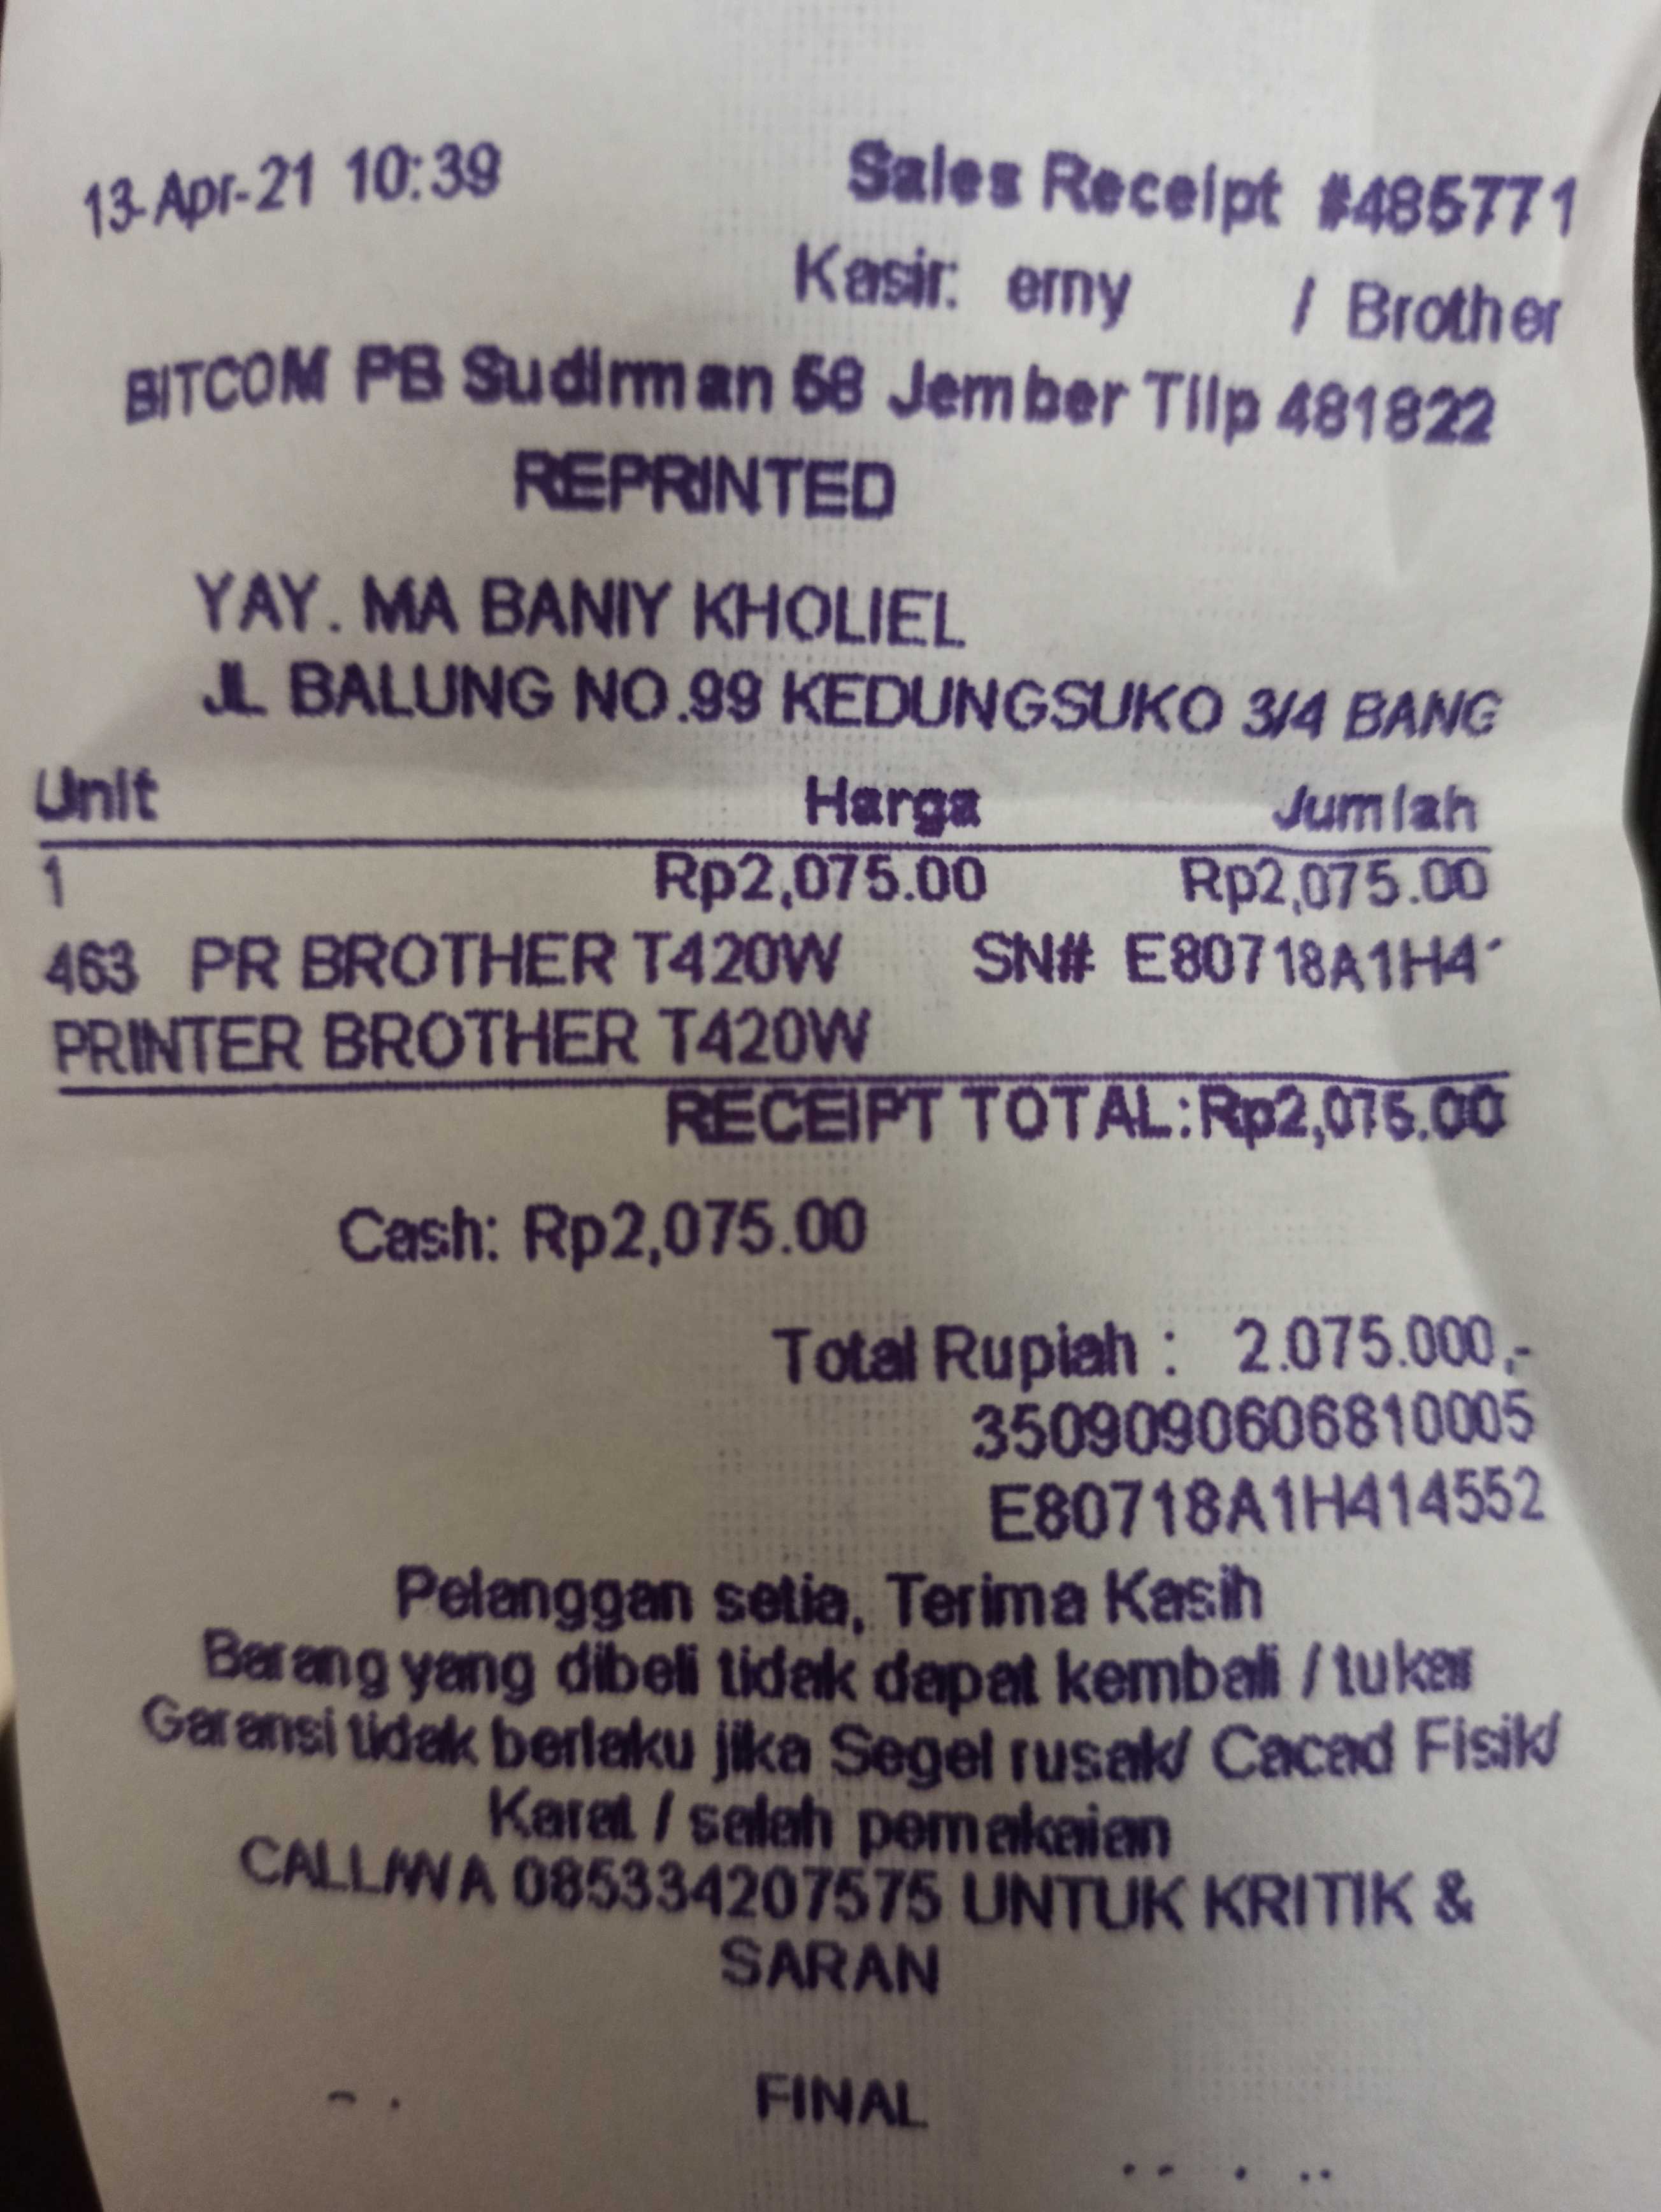 13-Apr-21 10:39 Sales Receipt #485771
Kasir: erny / Brother
BITCOM PB Sudirman 58 Jember Tllp 481822
REPRINTED
YAY. MA BANIY KHOLIEL
JL BALUNG NO.99 KEDUNGSUKO 3/4 BANG
Unit Harga Jumlah
1 Rp2,075.00 Rp2,075.00
463 PR BROTHER T420W SN# E80718A1H4
PRINTER BROTHER T420W
RECEIPT TOTAL:Rp2,075.00
Cash: Rp2,075.00
Total Rupiah : 2.075.000,-
3509090606810005
E80718A1H414552
Pelanggan setia, Terima Kasih
Barang yang dibeli tidak dapat kembali / tukar
Garansi tidak berlaku jika Segel rusak/ Cacad Fisik/
Karat / salah pemakaian
CALL/WA 085334207575 UNTUK KRITIK &
SARAN
FINAL